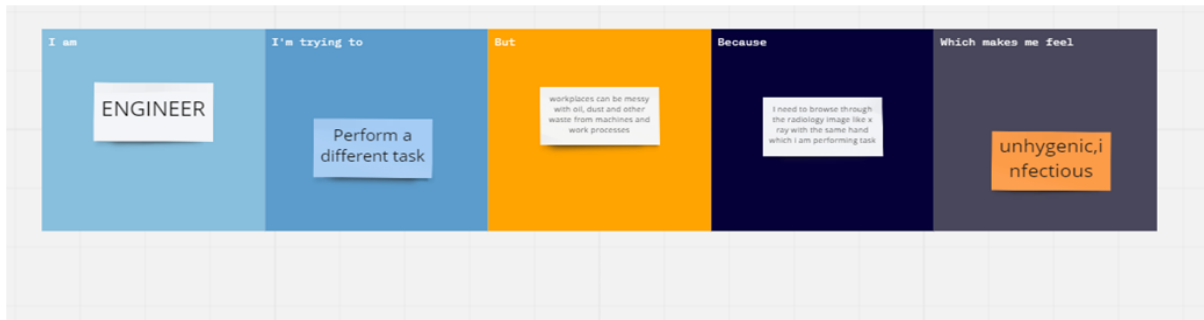 I am
ENGINEER
I'm trying to
Perform a
different task
But
workplaces can be messy
with oil, dust and other
waste from machines and
work processes
Because
I need to browse through
the radiology image like x
ray with the same hand
which i am performing task
Which makes me feel
unhygenic,i
nfectious